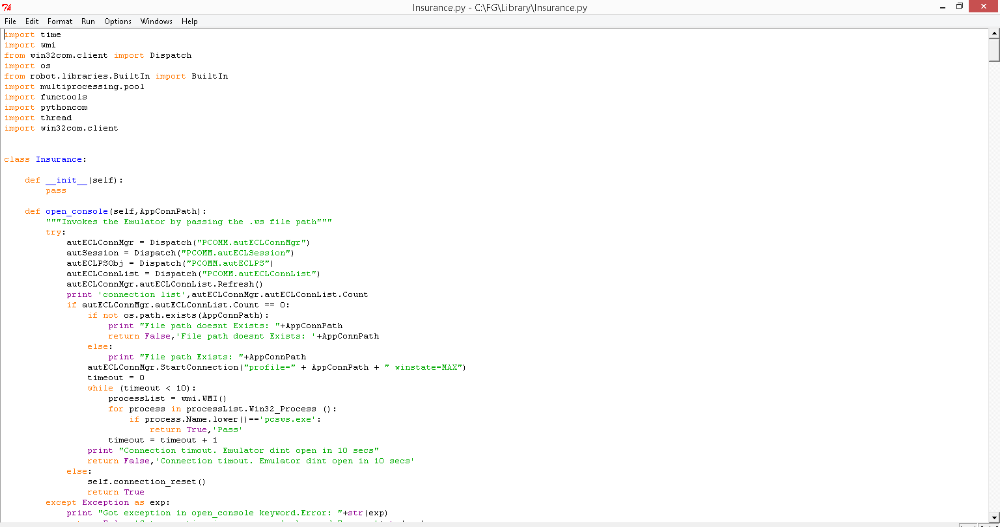 Insurance.py - C:\FG\Library\Insurance.py
File Edit Format Run Options Windows Help
import time
import wmi
from win32com.client import Dispatch
import os
from robot.libraries.BuiltIn import BuiltIn
import multiprocessing.pool
import functools
import pythoncom
import thread
import win32com.client
class Insurance:
    def __init__(self):
        pass
    def open_console(self,AppConnPath):
        """Invokes the Emulator by passing the .ws file path"""
        try:
            autECLConnMgr = Dispatch("PCOMM.autECLConnMgr")
            autSession = Dispatch("PCOMM.autECLSession")
            autECLPSObj = Dispatch("PCOMM.autECLPS")
            autECLConnList = Dispatch("PCOMM.autECLConnList")
            autECLConnMgr.autECLConnList.Refresh()
            print 'connection list',autECLConnMgr.autECLConnList.Count
            if autECLConnMgr.autECLConnList.Count == 0:
                if not os.path.exists(AppConnPath):
                    print "File path doesnt Exists: "+AppConnPath
                    return False,'File path doesnt Exists: '+AppConnPath
                else:
                    print "File path Exists: "+AppConnPath
                autECLConnMgr.StartConnection("profile=" + AppConnPath + " winstate=MAX")
                timeout = 0
                while (timeout < 10):
                    processList = wmi.WMI()
                    for process in processList.Win32_Process ():
                        if process.Name.lower()=='pcsws.exe':
                            return True,'Pass'
                    timeout = timeout + 1
                print "Connection timout. Emulator dint open in 10 secs"
                return False,'Connection timout. Emulator dint open in 10 secs'
            else:
                self.connection_reset()
                return True
        except Exception as exp:
            print "Got exception in open_console keyword.Error: "+str(exp)